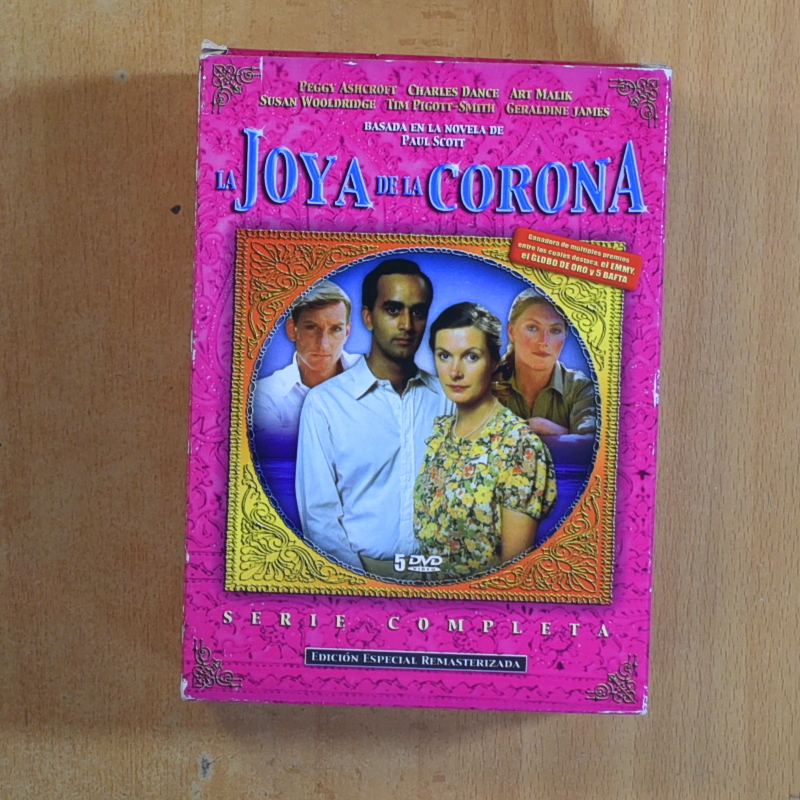 PEGGY ASHCROFT CHARLES DANCE ART MALIK
SUSAN WOOLDRIDGE TIM PIGOTT-SMITH GERALDINE JAMES
BASADA EN LA NOVELA DE
PAUL SCOTT
LA JOYA DE LA CORONA
Ganadora de múltiples premios
entre los cuales destaca, el EMMY,
el GLOBO DE ORO y 5 BAFTA
5 DVD
VIDEO
SERIE COMPLETA
EDICIÓN ESPECIAL REMASTERIZADA